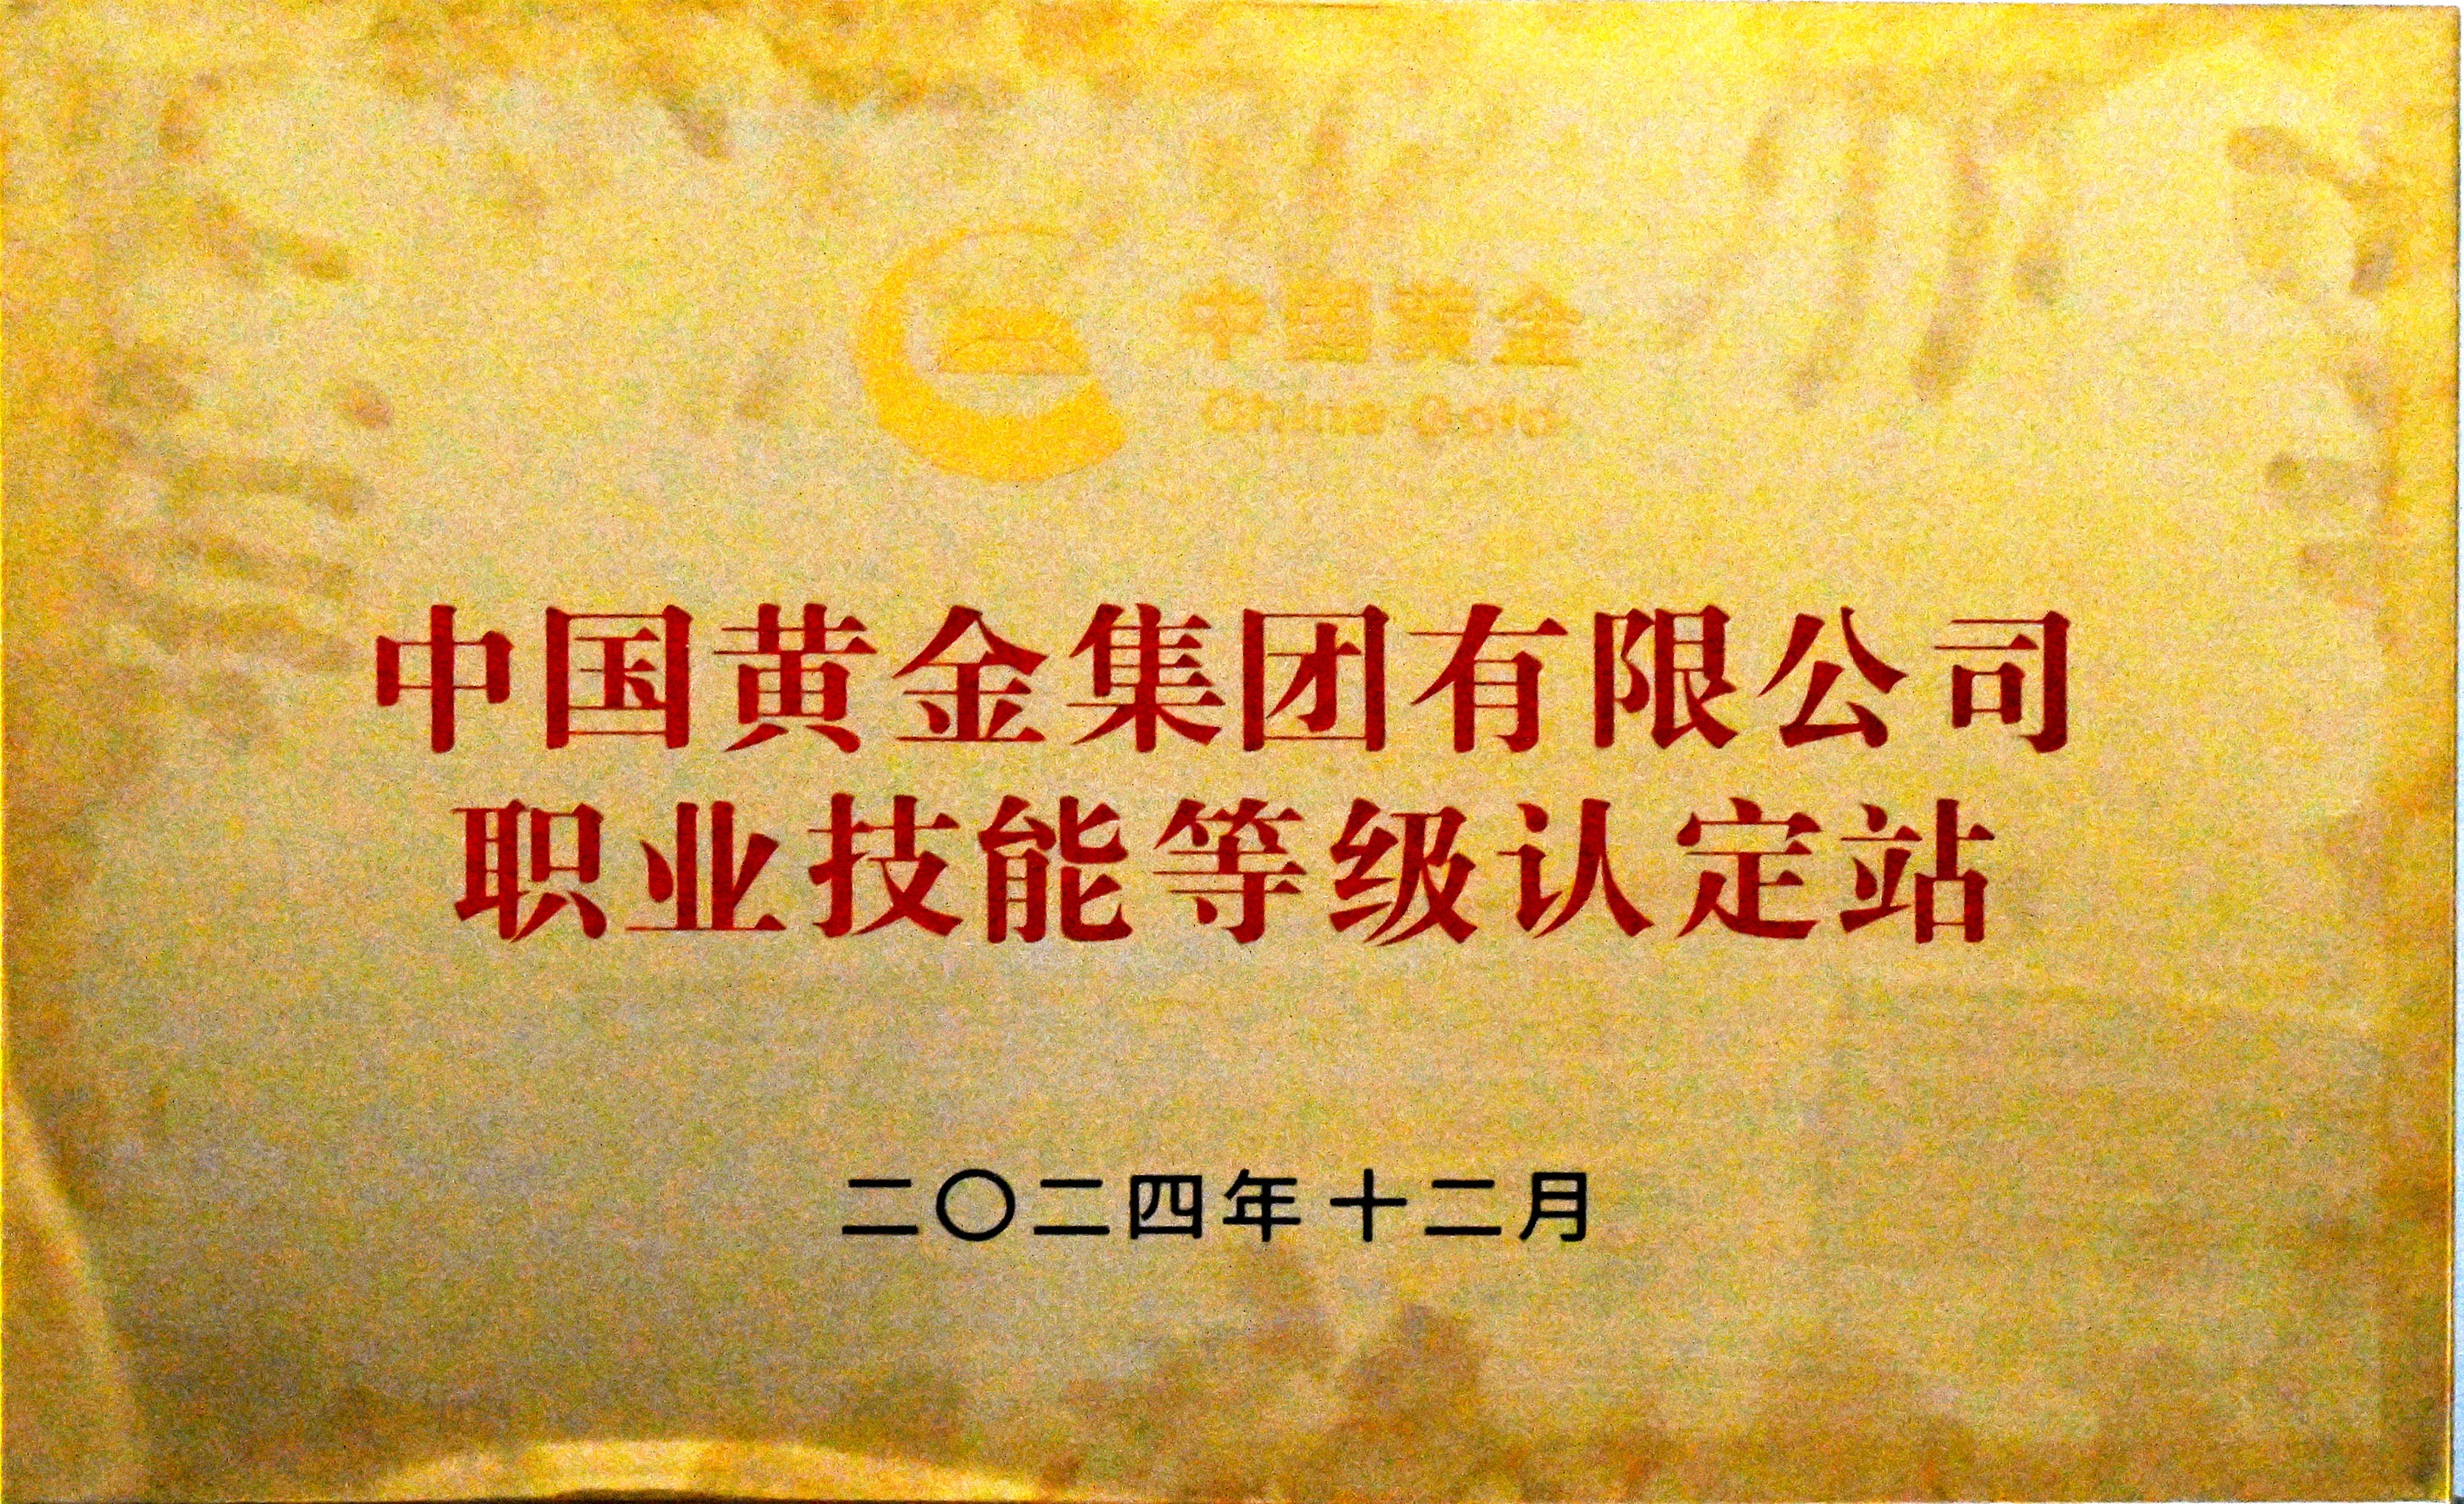 中国黄金
China Gold
中国黄金集团有限公司
职业技能等级认定站
二〇二四年十二月